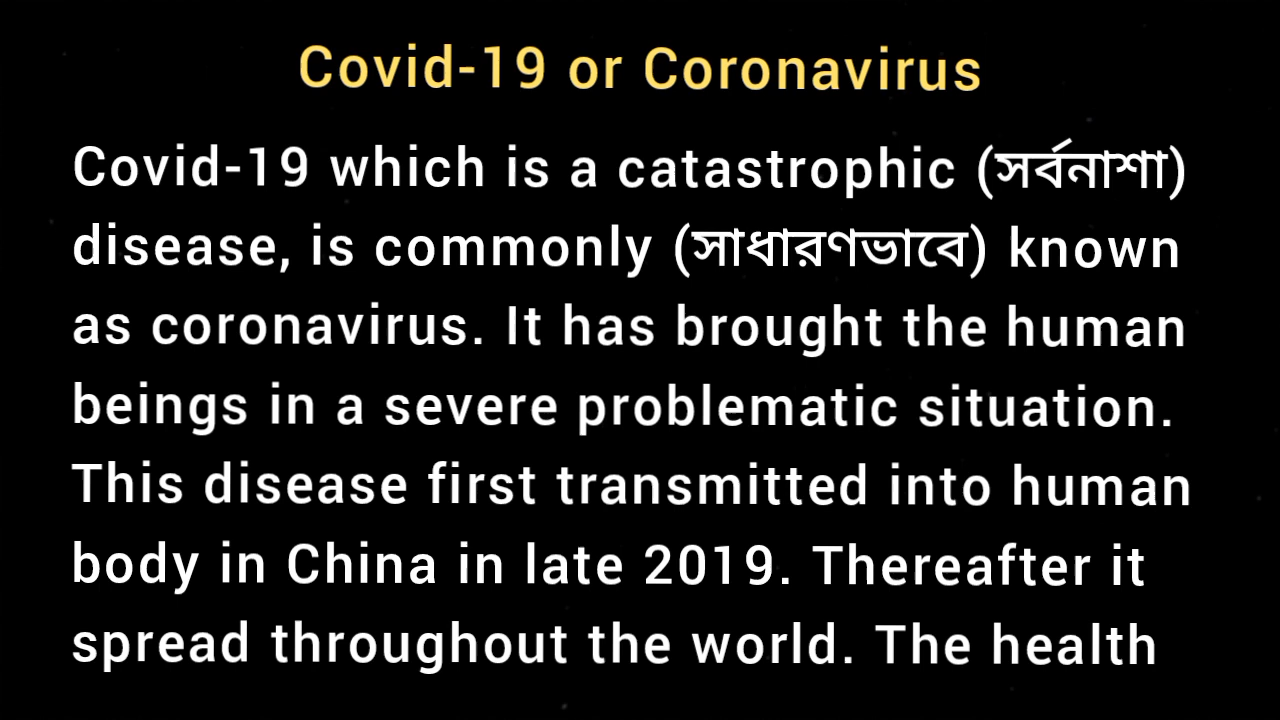 Covid-19 or Coronavirus
Covid-19 which is a catastrophic (সর্বনাশা)
disease, is commonly (সাধারণভাবে) known
as coronavirus. It has brought the human
beings in a severe problematic situation.
This disease first transmitted into human
body in China in late 2019. Thereafter it
spread throughout the world. The health